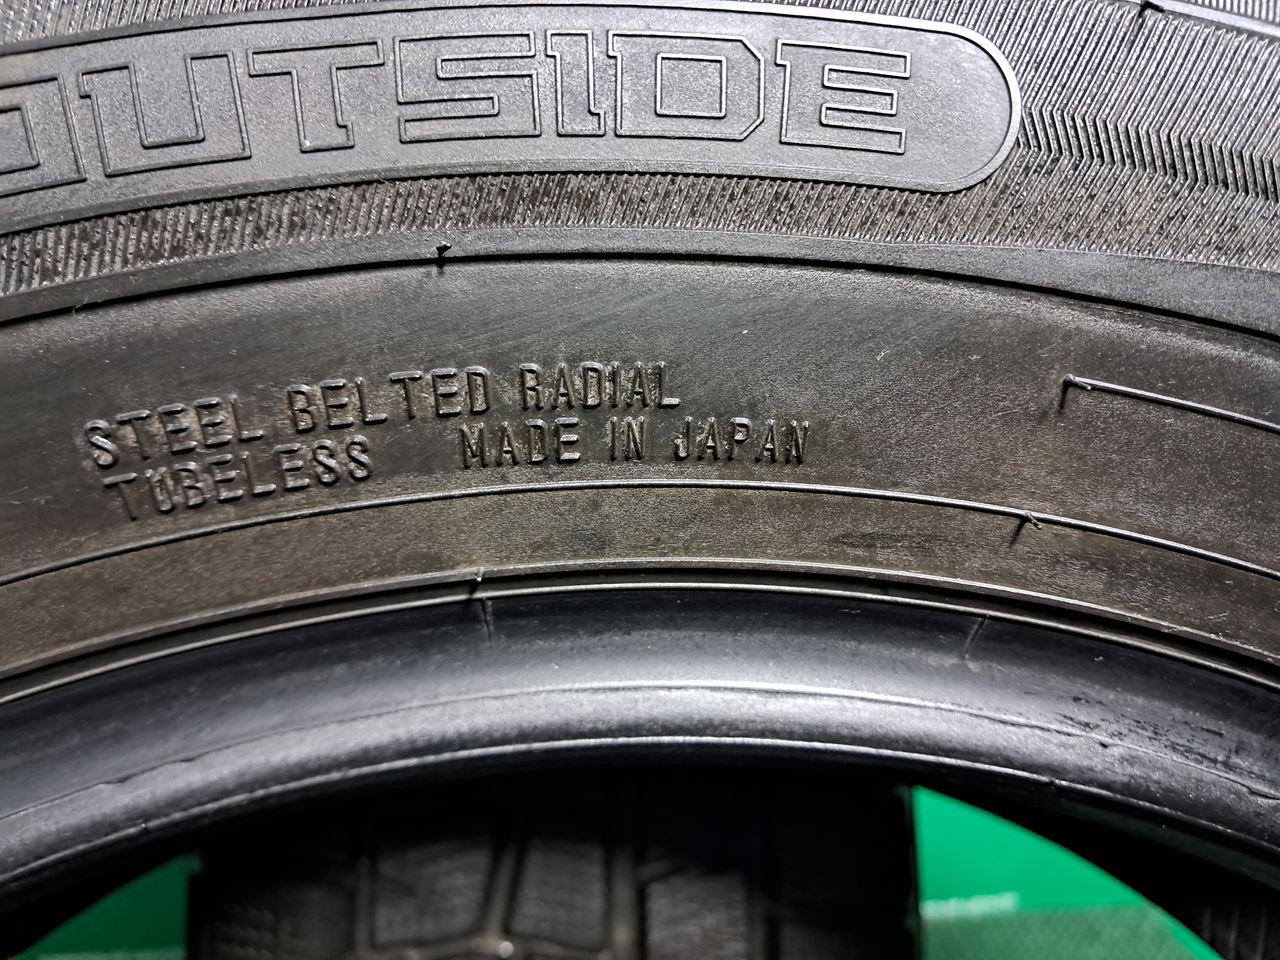 OUTSIDE
STEEL BELTED RADIAL
TUBELESS MADE IN JAPAN